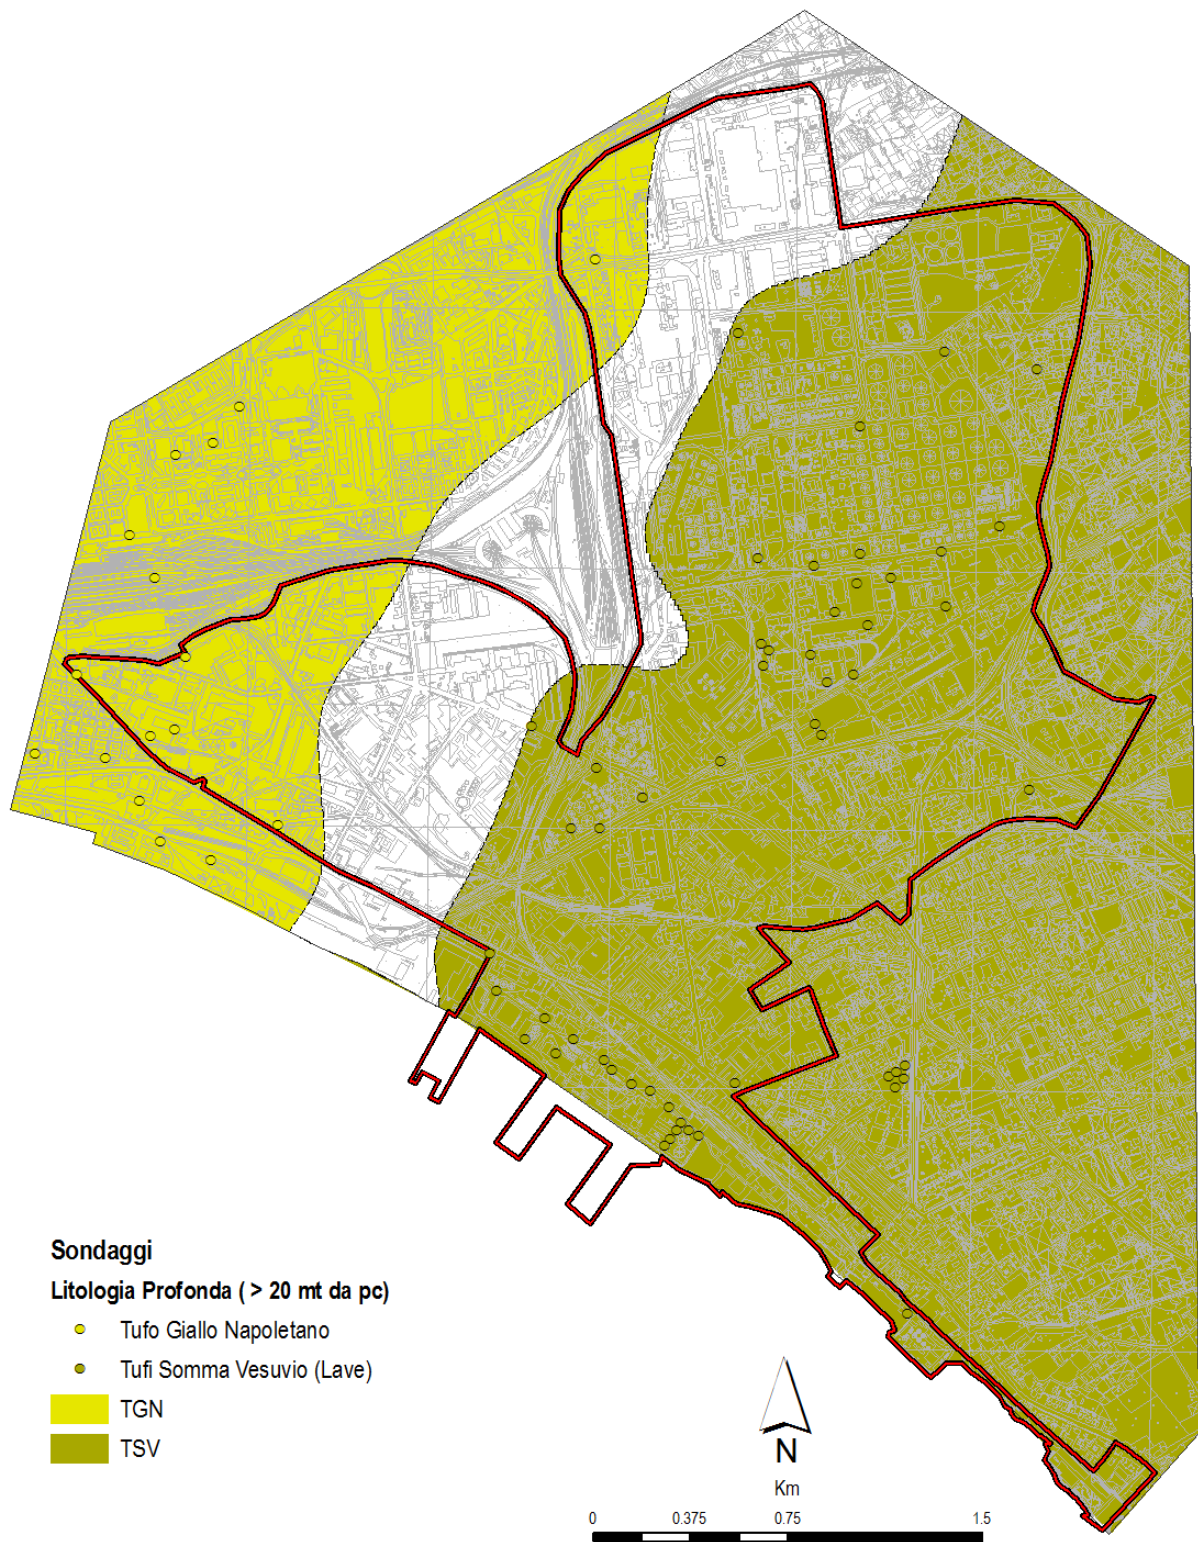 Sondaggi
Litologia Profonda ( > 20 mt da pc)
Tufo Giallo Napoletano
Tufi Somma Vesuvio (Lave)
TGN
TSV
N
Km
0 0.375 0.75 1.5